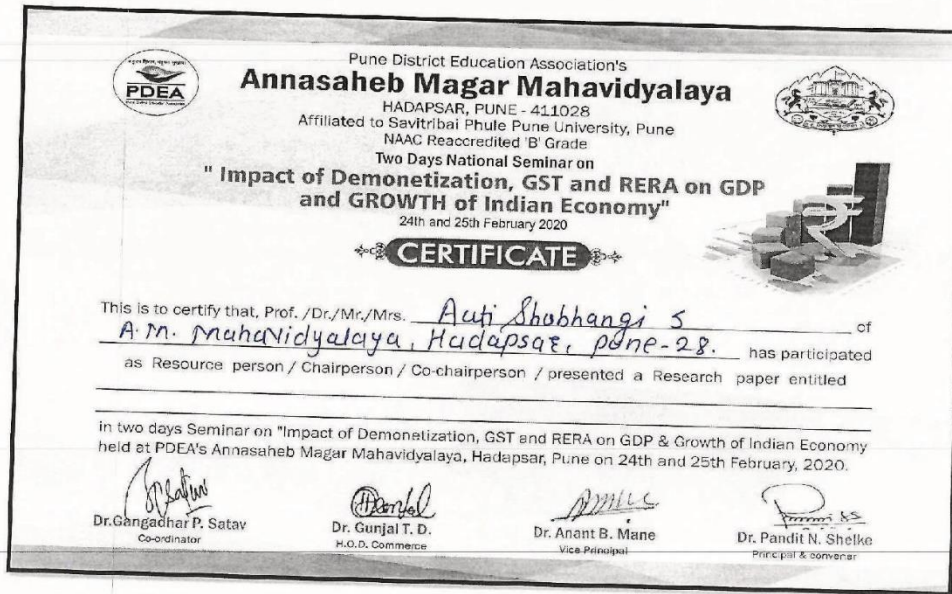 Pune District Education Association's
Annasaheb Magar Mahavidyalaya
HADAPSAR, PUNE - 411028
Affiliated to Savitribai Phule Pune University, Pune
NAAC Reaccredited 'B' Grade
Two Days National Seminar on
" Impact of Demonetization, GST and RERA on GDP
and GROWTH of Indian Economy"
24th and 25th February 2020
CERTIFICATE
PDEA
This is to certify that, Prof. /Dr./Mr./Mrs. Auti Shubhangi S of
A.M. Mahavidyalaya, Hadapsar, pune-28. has participated
as Resource person / Chairperson / Co-chairperson / presented a Research paper entitled
in two days Seminar on "Impact of Demonetization, GST and RERA on GDP & Growth of Indian Economy
held at PDEA's Annasaheb Magar Mahavidyalaya, Hadapsar, Pune on 24th and 25th February, 2020.
Dr.Gangadhar P. Satav
Co-ordinator
Dr. Gunjal T. D.
H.O.D. Commerce
Dr. Anant B. Mane
Vice Principal
Dr. Pandit N. Shelke
Principal & convener